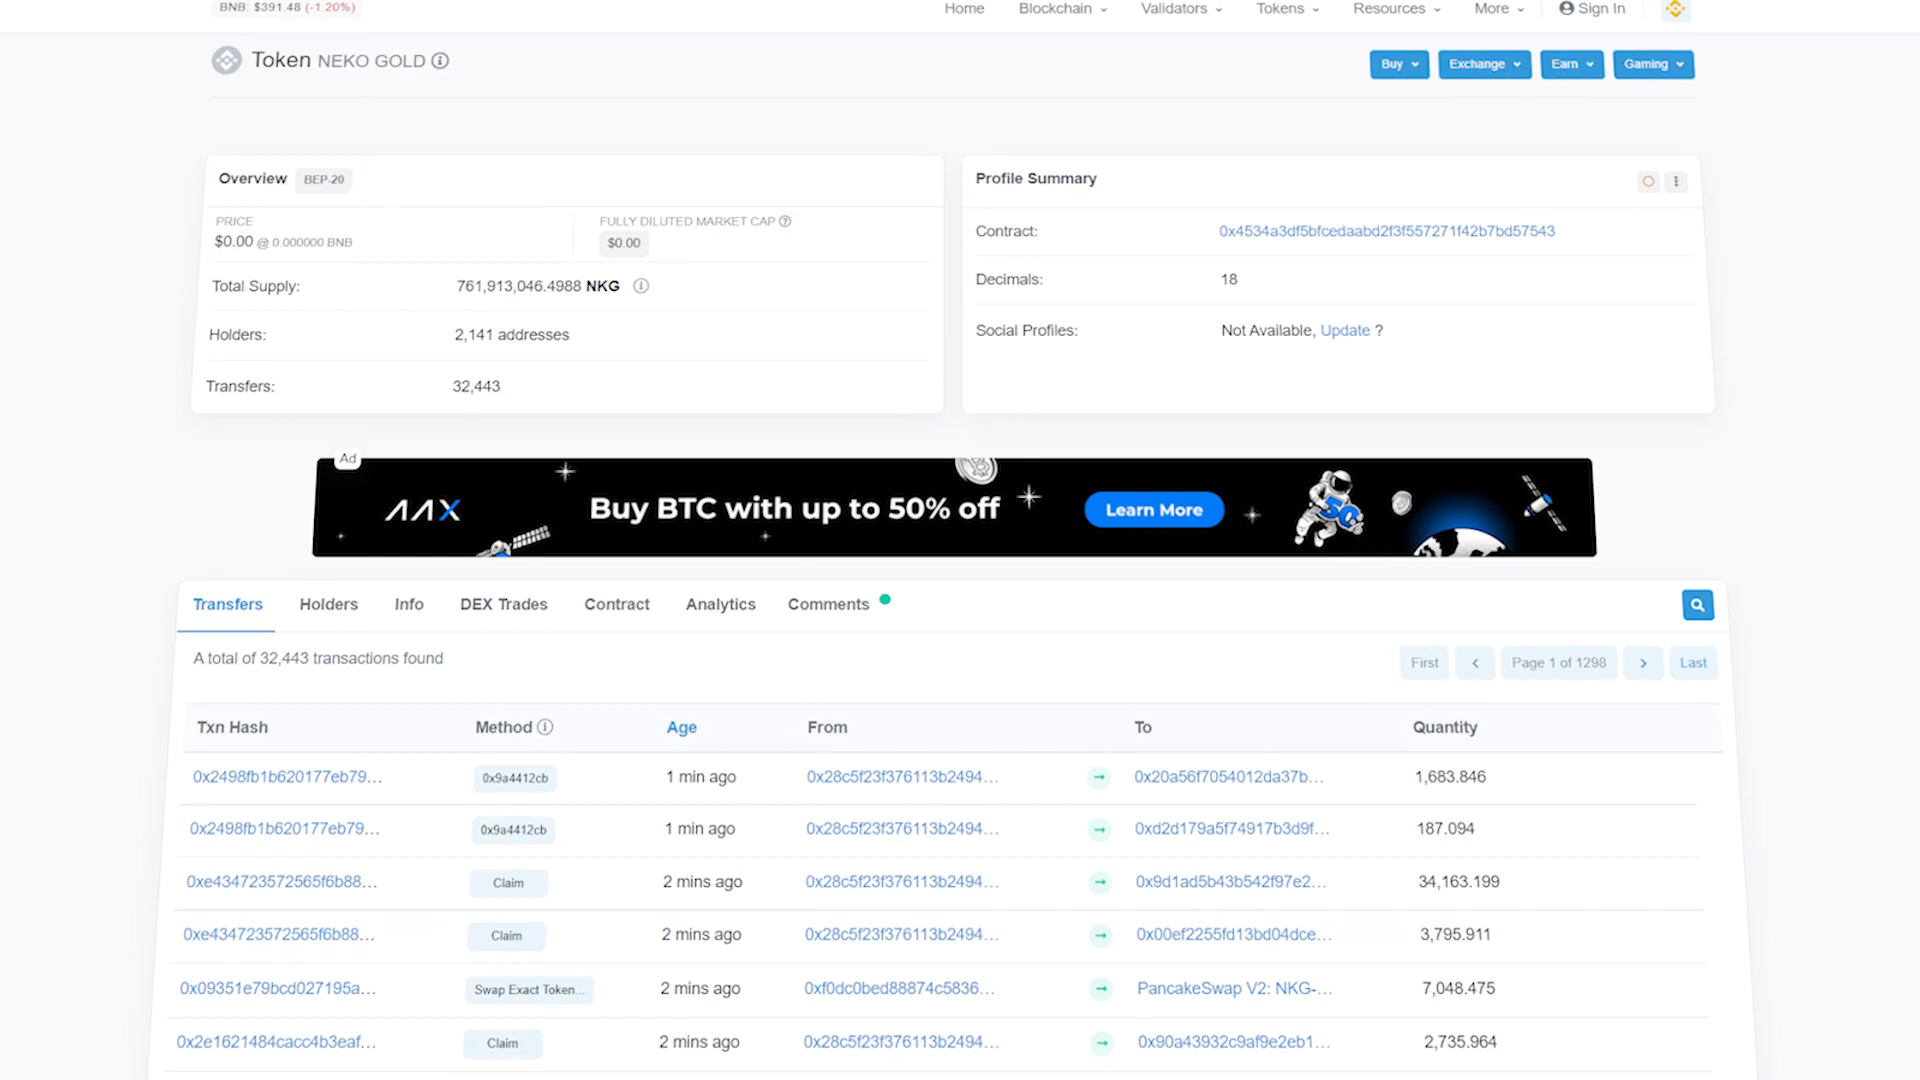 BNB: $391.48 (-1.20%)
Home Blockchain Validators Tokens Resources More Sign In
Token NEKO GOLD
Buy Exchange Earn Gaming
Overview BEP-20
PRICE
$0.00 @ 0.000000 BNB
FULLY DILUTED MARKET CAP
$0.00
Total Supply: 761,913,046.4988 NKG
Holders: 2,141 addresses
Transfers: 32,443
Profile Summary
Contract: 0x4534a3df5bfcedaabd2f3f557271f42b7bd57543
Decimals: 18
Social Profiles: Not Available, Update ?
Ad
AAX Buy BTC with up to 50% off Learn More
Transfers Holders Info DEX Trades Contract Analytics Comments
A total of 32,443 transactions found
First < Page 1 of 1298 > Last
Txn Hash Method Age From To Quantity
0x2498fb1b620177eb79... 0x9a4412cb 1 min ago 0x28c5f23f376113b2494... 0x20a56f7054012da37b... 1,683.846
0x2498fb1b620177eb79... 0x9a4412cb 1 min ago 0x28c5f23f376113b2494... 0xd2d179a5f74917b3d9f... 187.094
0xe434723572565f6b88... Claim 2 mins ago 0x28c5f23f376113b2494... 0x9d1ad5b43b542f97e2... 34,163.199
0xe434723572565f6b88... Claim 2 mins ago 0x28c5f23f376113b2494... 0x00ef2255fd13bd04dce... 3,795.911
0x09351e79bcd027195a... Swap Exact Token... 2 mins ago 0xf0dc0bed88874c5836... PancakeSwap V2: NKG-... 7,048.475
0x2e1621484cacc4b3eaf... Claim 2 mins ago 0x28c5f23f376113b2494... 0x90a43932c9af9e2eb1... 2,735.964